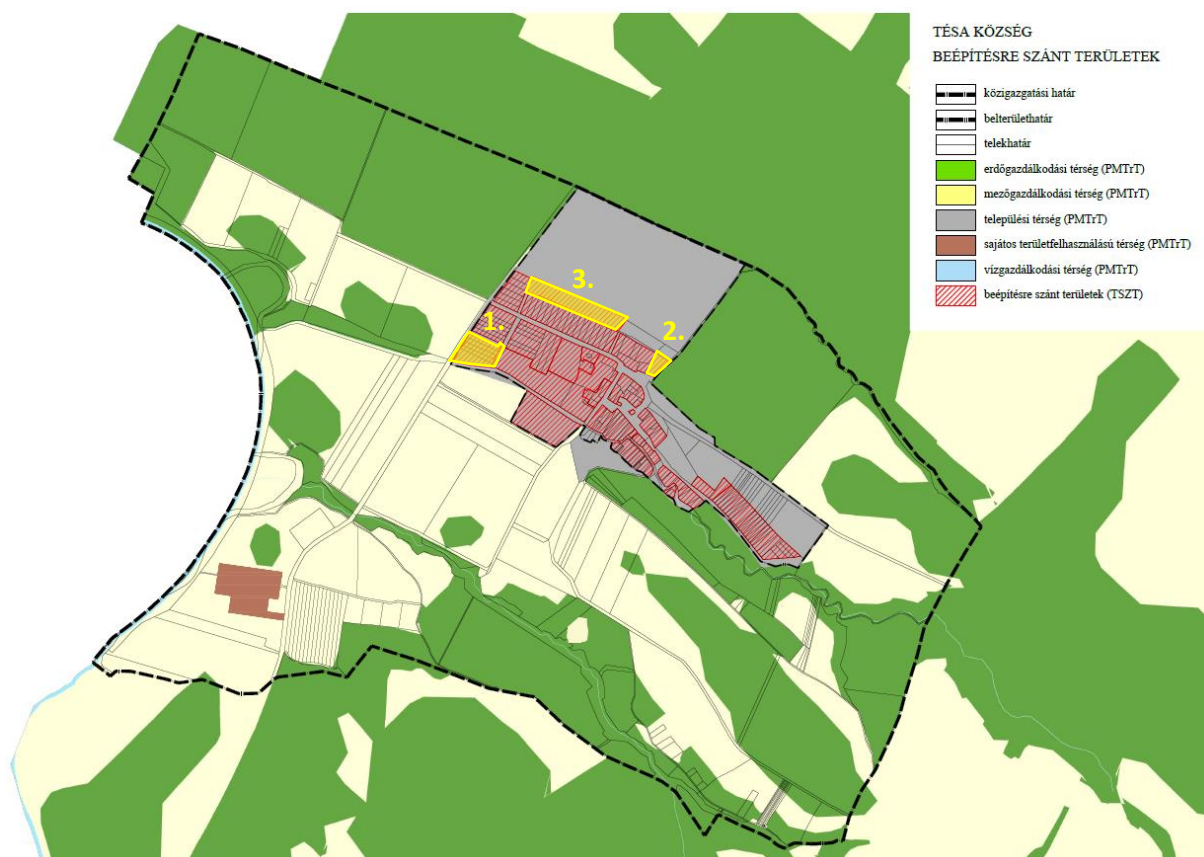 TÉSA KÖZSÉG
BEÉPÍTÉSRE SZÁNT TERÜLETEK
közigazgatási határ
belterülethatár
telekhatár
erdőgazdálkodási térség (PMTrT)
mezőgazdálkodási térség (PMTrT)
települési térség (PMTrT)
sajátos területfelhasználású térség (PMTrT)
vízgazdálkodási térség (PMTrT)
beépítésre szánt területek (TSZT)
3.
1.
2.